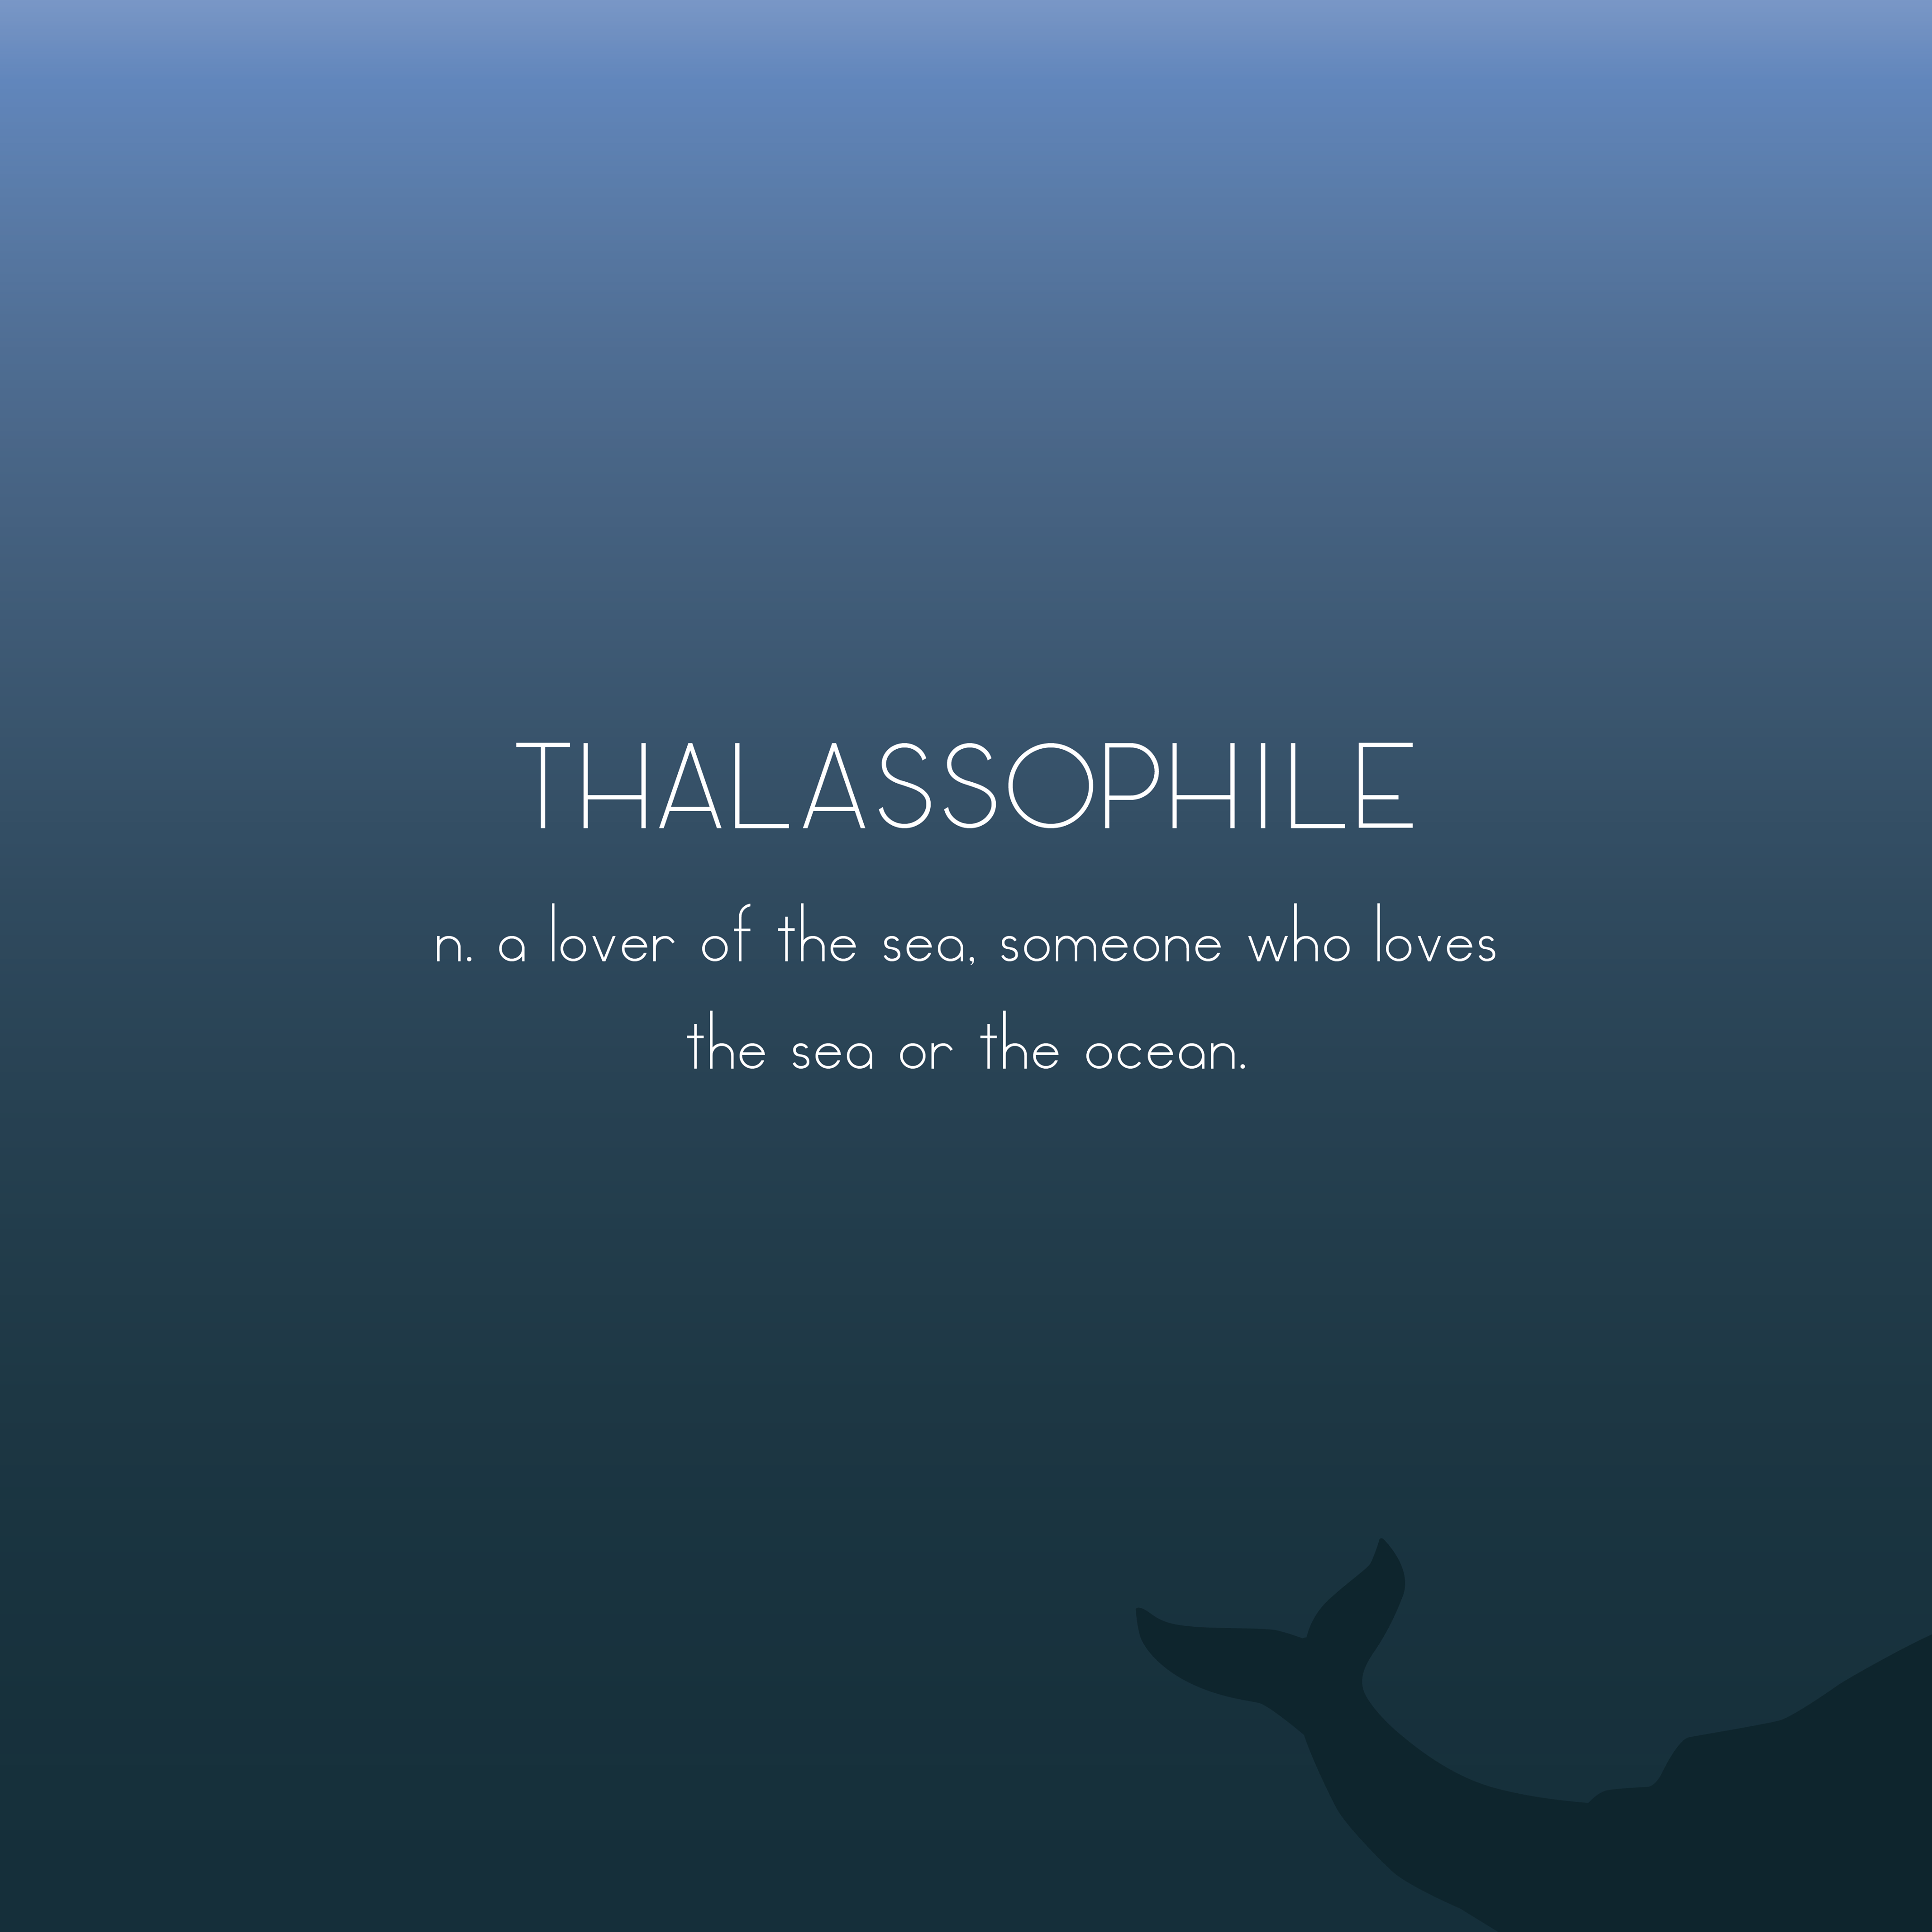 THALASSOPHILE
n. a lover of the sea, someone who loves
the sea or the ocean.